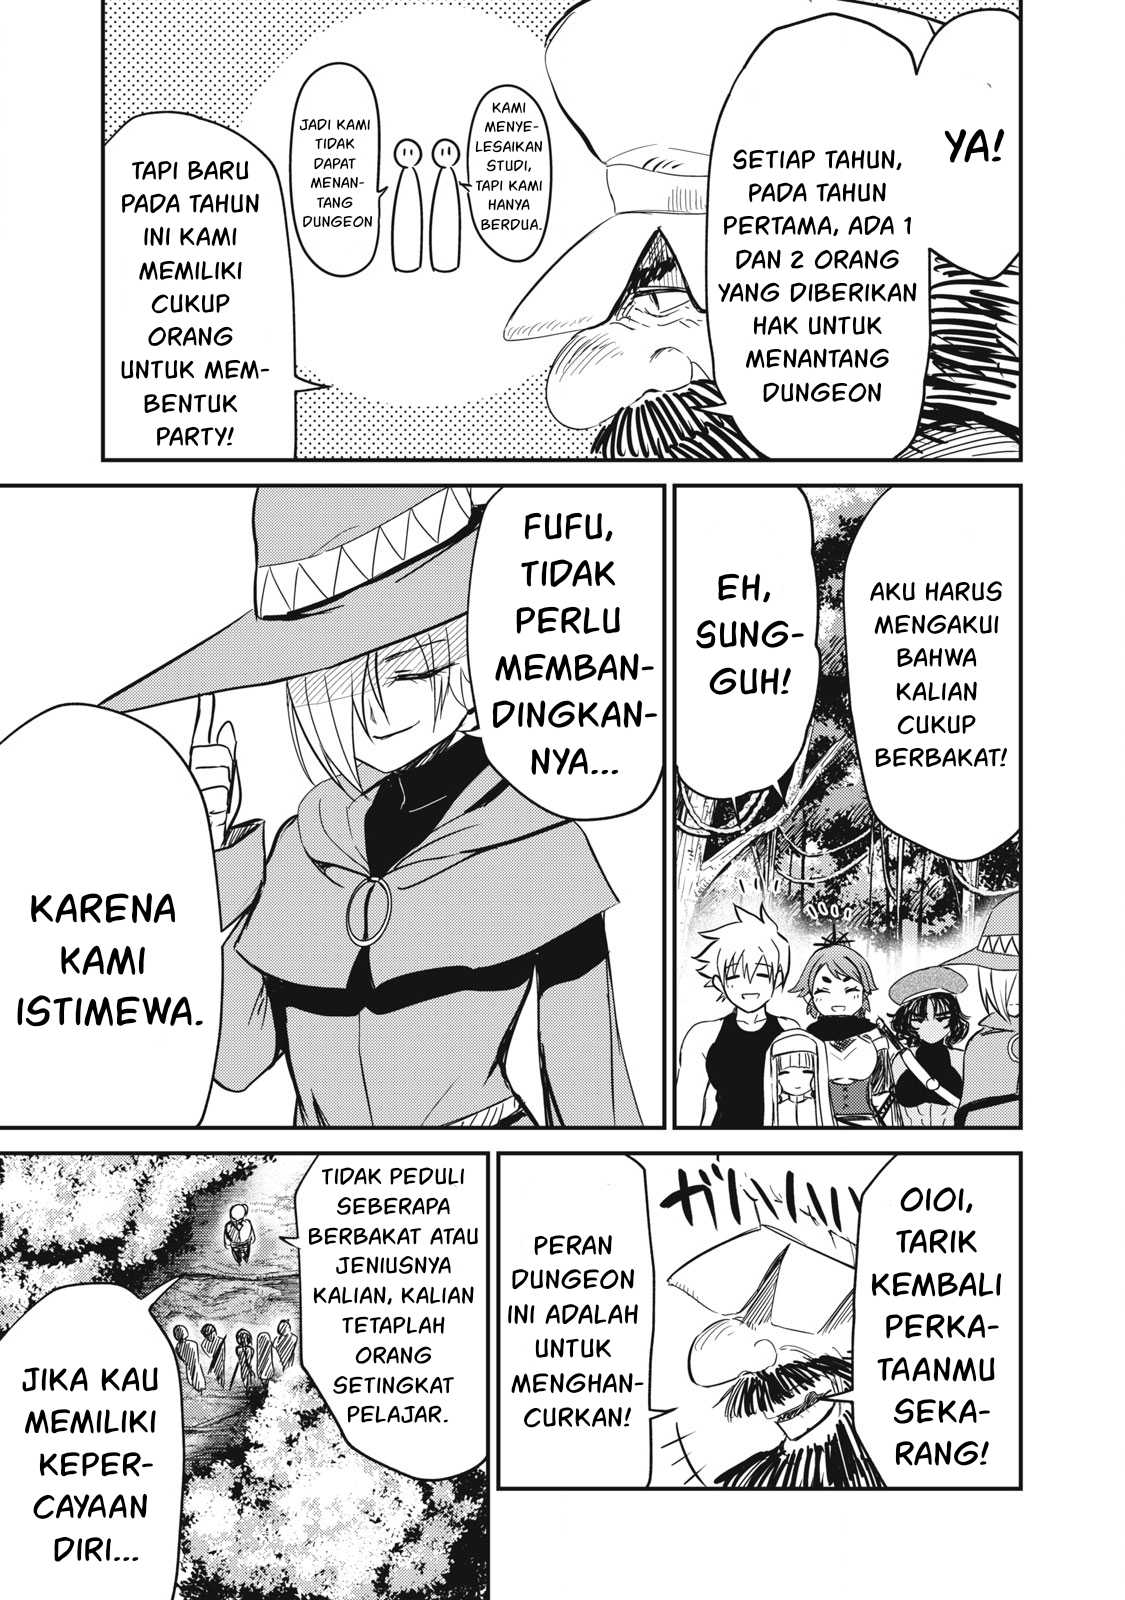 YA!
SETIAP TAHUN,
PADA TAHUN
PERTAMA, ADA 1
DAN 2 ORANG
YANG DIBERIKAN
HAK UNTUK
MENANTANG
DUNGEON
KAMI
MENYE-
LESAIKAN
STUDI,
TAPI KAMI
HANYA
BERDUA.
JADI KAMI
TIDAK
DAPAT
MENAN-
TANG
DUNGEON
TAPI BARU
PADA TAHUN
INI KAMI
MEMILIKI
CUKUP
ORANG
UNTUK MEM-
BENTUK
PARTY!
AKU HARUS
MENGAKUI
BAHWA
KALIAN
CUKUP
BERBAKAT!
EH,
SUNG-
GUH!
FUFU,
TIDAK
PERLU
MEMBAN-
DINGKAN-
NYA...
KARENA
KAMI
ISTIMEWA.
OIOI,
TARIK
KEMBALI
PERKA-
TAANMU
SEKA-
RANG!
PERAN
DUNGEON
INI ADALAH
UNTUK
MENGHAN-
CURKAN!
TIDAK PEDULI
SEBERAPA
BERBAKAT ATAU
JENIUSNYA
KALIAN, KALIAN
TETAPLAH
ORANG
SETINGKAT
PELAJAR.
JIKA KAU
MEMILIKI
KEPER-
CAYAAN
DIRI...